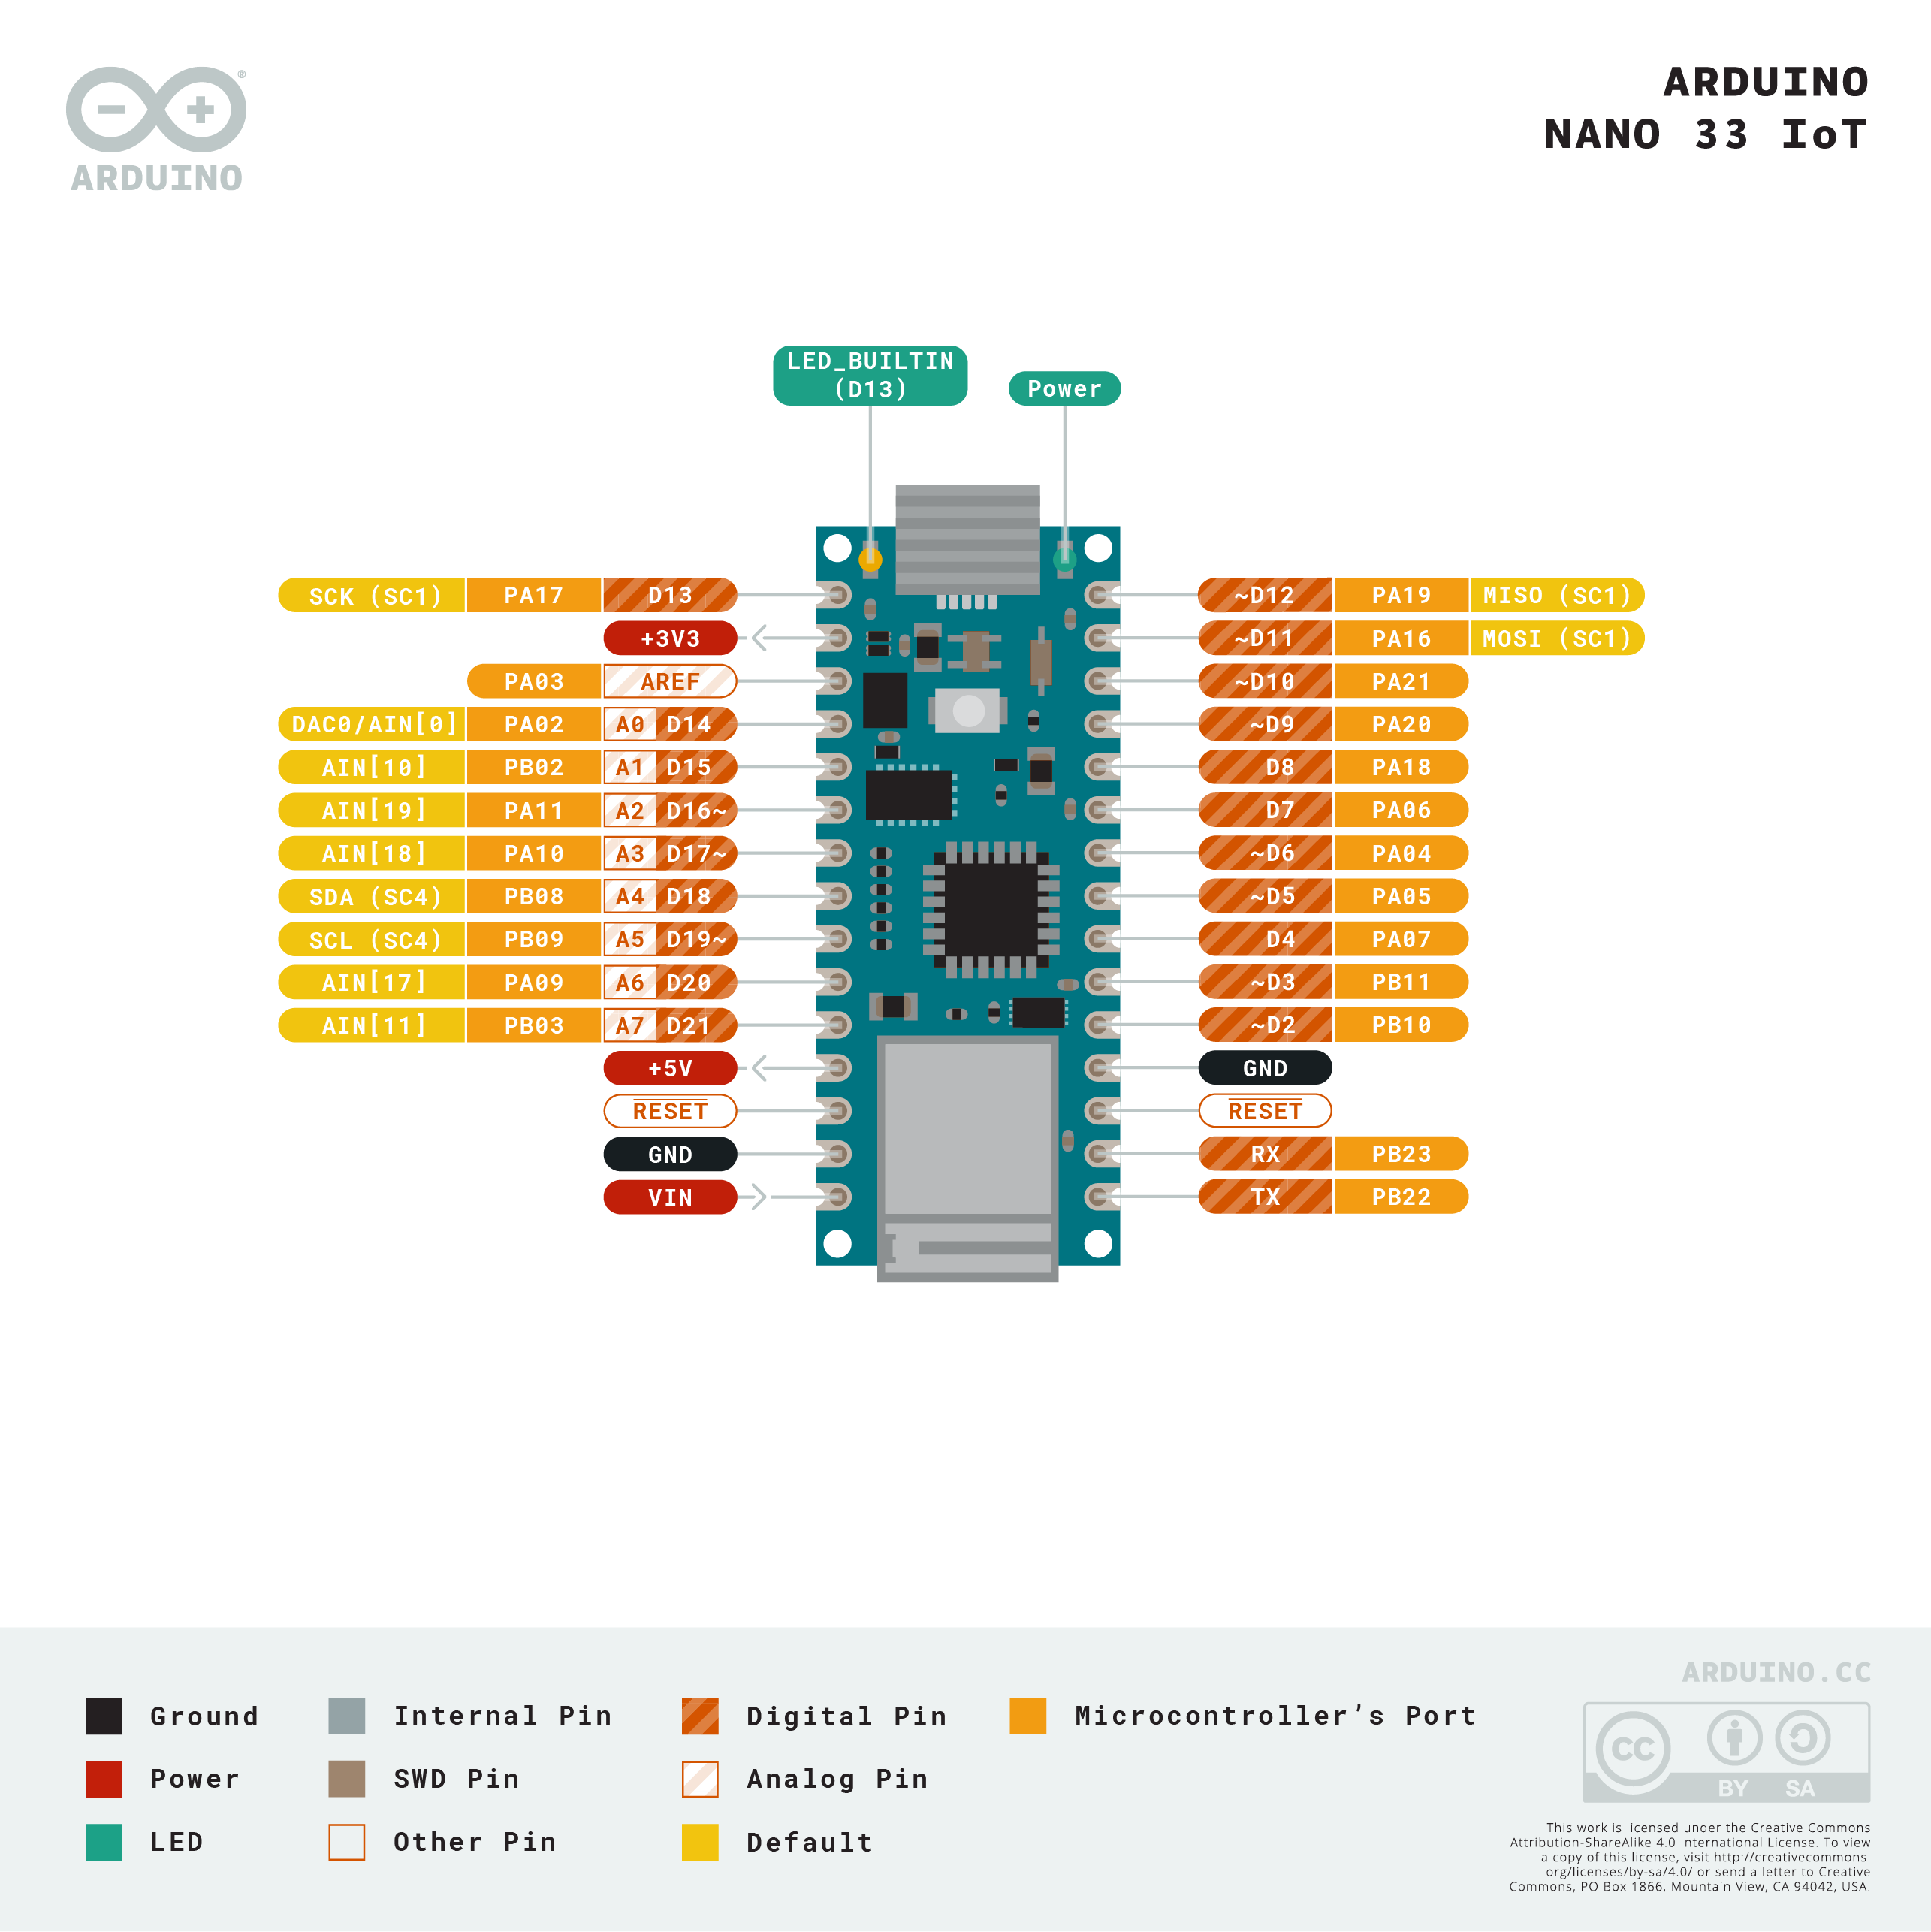 ARDUINO
NANO 33 IoT
®
ARDUINO
LED_BUILTIN
(D13)
Power
SCK (SC1) PA17 D13
~D12 PA19 MISO (SC1)
+3V3
~D11 PA16 MOSI (SC1)
PA03 AREF
~D10 PA21
DAC0/AIN[0] PA02 A0 D14
~D9 PA20
AIN[10] PB02 A1 D15
D8 PA18
AIN[19] PA11 A2 D16~
D7 PA06
AIN[18] PA10 A3 D17~
~D6 PA04
SDA (SC4) PB08 A4 D18
~D5 PA05
SCL (SC4) PB09 A5 D19~
D4 PA07
AIN[17] PA09 A6 D20
~D3 PB11
AIN[11] PB03 A7 D21
~D2 PB10
+5V
GND
RESET
RESET
GND
RX PB23
VIN
TX PB22
Ground
Internal Pin
Digital Pin
Microcontroller’s Port
Power
SWD Pin
Analog Pin
LED
Other Pin
Default
ARDUINO.CC
CC
BY SA
This work is licensed under the Creative Commons
Attribution-ShareAlike 4.0 International License. To view
a copy of this license, visit http://creativecommons.
org/licenses/by-sa/4.0/ or send a letter to Creative
Commons, PO Box 1866, Mountain View, CA 94042, USA.